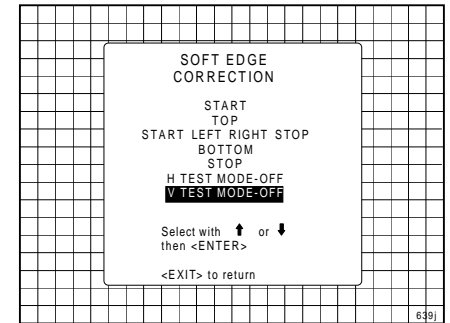 SOFT EDGE
CORRECTION
START
TOP
START LEFT RIGHT STOP
BOTTOM
STOP
H TEST MODE-OFF
V TEST MODE-OFF
Select with ⬆ or ⬇
then <ENTER>
<EXIT> to return
639j